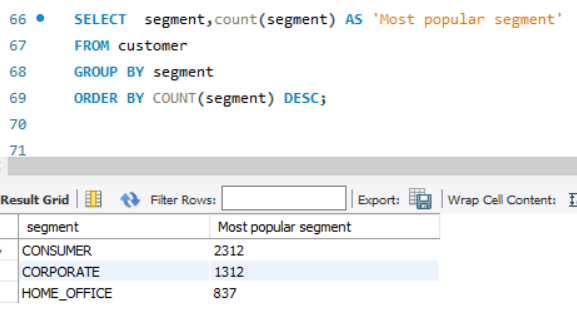 66 SELECT segment,count(segment) AS 'Most popular segment'
67 FROM customer
68 GROUP BY segment
69 ORDER BY COUNT(segment) DESC;
70
71
Result Grid Filter Rows: Export: Wrap Cell Content:
segment Most popular segment
CONSUMER 2312
CORPORATE 1312
HOME_OFFICE 837